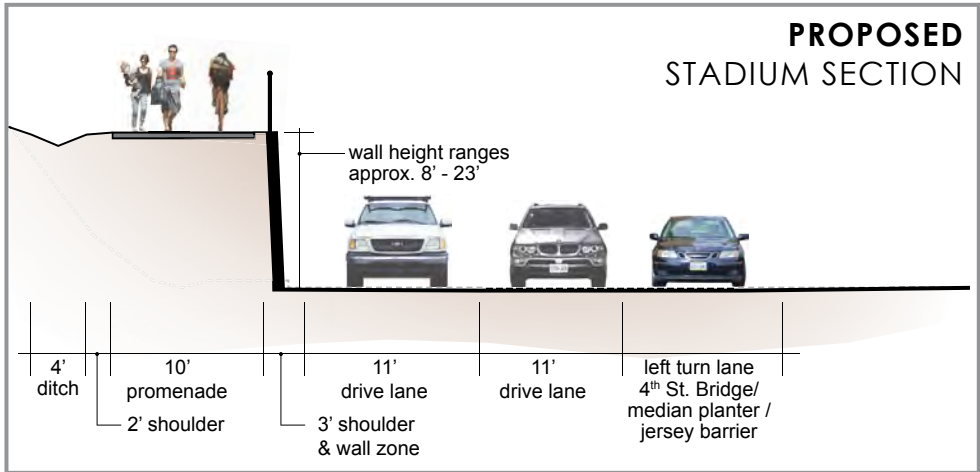 PROPOSED
STADIUM SECTION
wall height ranges
approx. 8’ - 23’
4’
ditch
2’ shoulder
10’
promenade
3’ shoulder
& wall zone
11’
drive lane
11’
drive lane
left turn lane
4th St. Bridge/
median planter /
jersey barrier